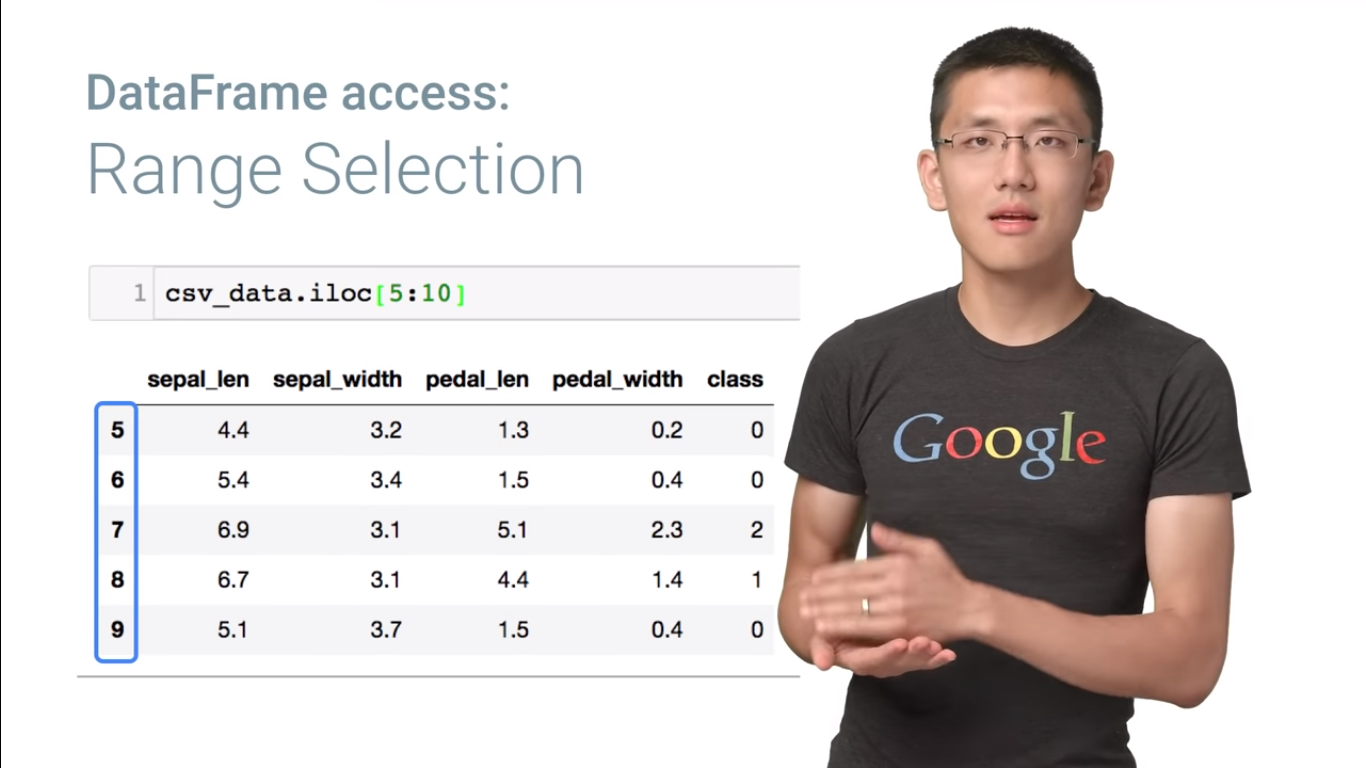 DataFrame access:
Range Selection
1 csv_data.iloc[5:10]
sepal_len sepal_width pedal_len pedal_width class
5 4.4 3.2 1.3 0.2 0
6 5.4 3.4 1.5 0.4 0
7 6.9 3.1 5.1 2.3 2
8 6.7 3.1 4.4 1.4 1
9 5.1 3.7 1.5 0.4 0
Google